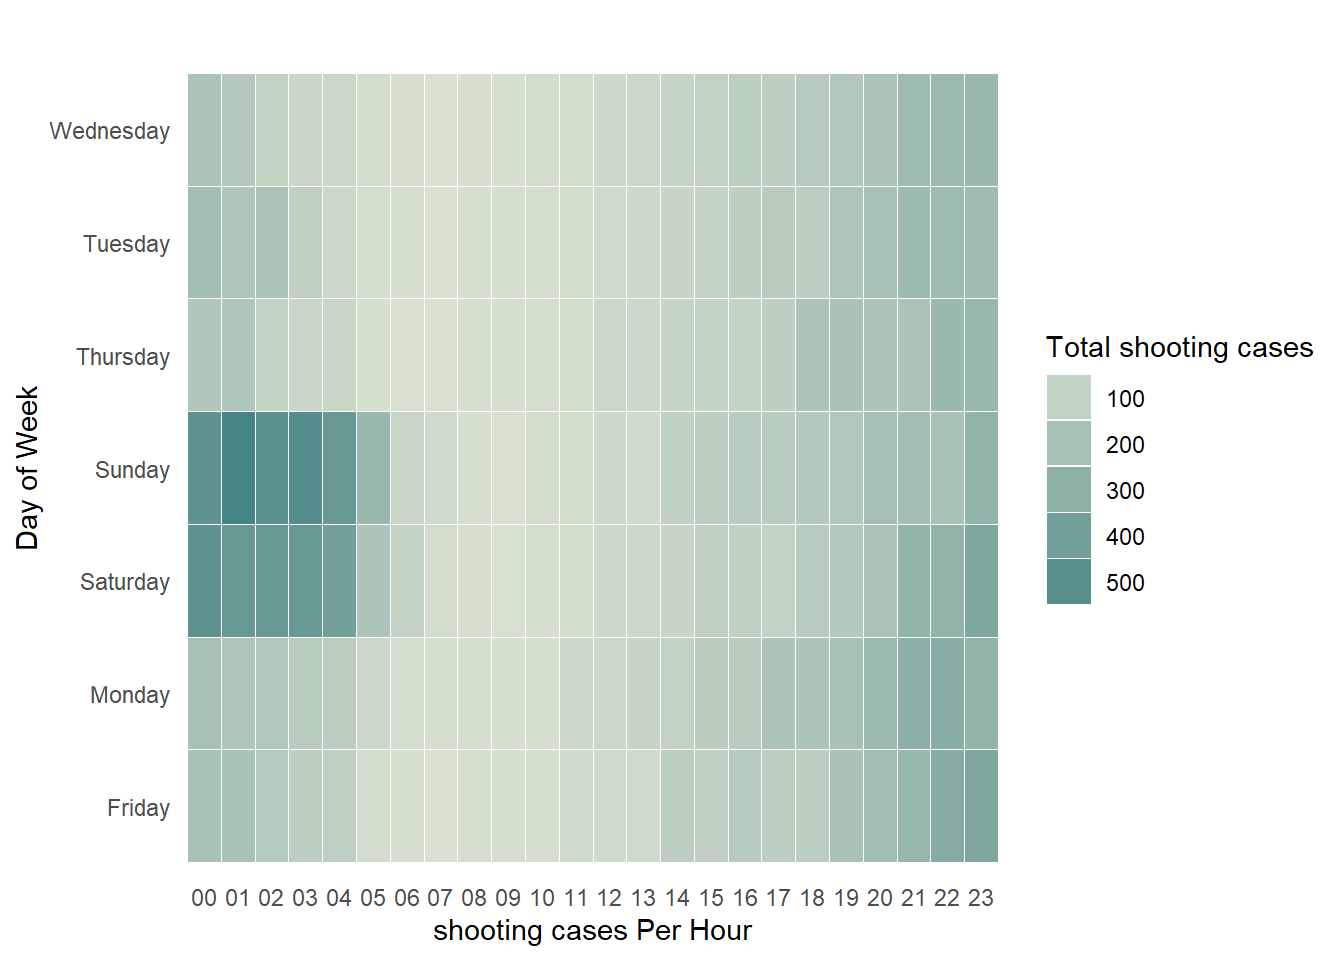 Wednesday
Tuesday
Thursday
Sunday
Saturday
Monday
Friday
Day of Week
00 01 02 03 04 05 06 07 08 09 10 11 12 13 14 15 16 17 18 19 20 21 22 23
shooting cases Per Hour
Total shooting cases
100
200
300
400
500